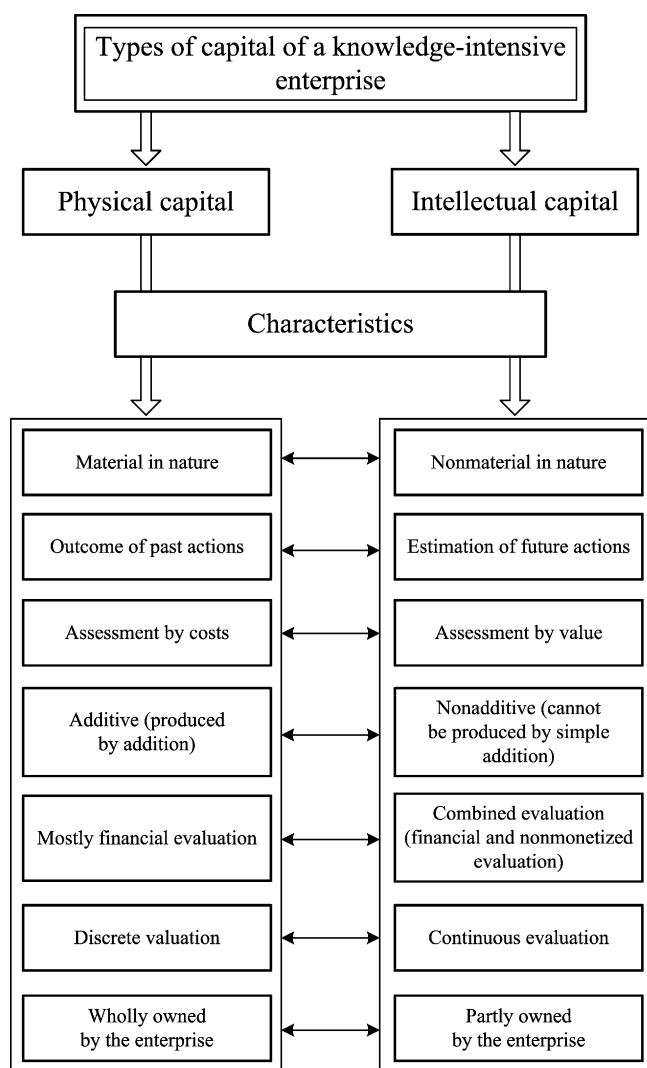 Types of capital of a knowledge-intensive
enterprise
Physical capital
Intellectual capital
Characteristics
Material in nature
Nonmaterial in nature
Outcome of past actions
Estimation of future actions
Assessment by costs
Assessment by value
Additive (produced
by addition)
Nonadditive (cannot
be produced by simple
addition)
Mostly financial evaluation
Combined evaluation
(financial and nonmonetized
evaluation)
Discrete valuation
Continuous evaluation
Wholly owned
by the enterprise
Partly owned
by the enterprise